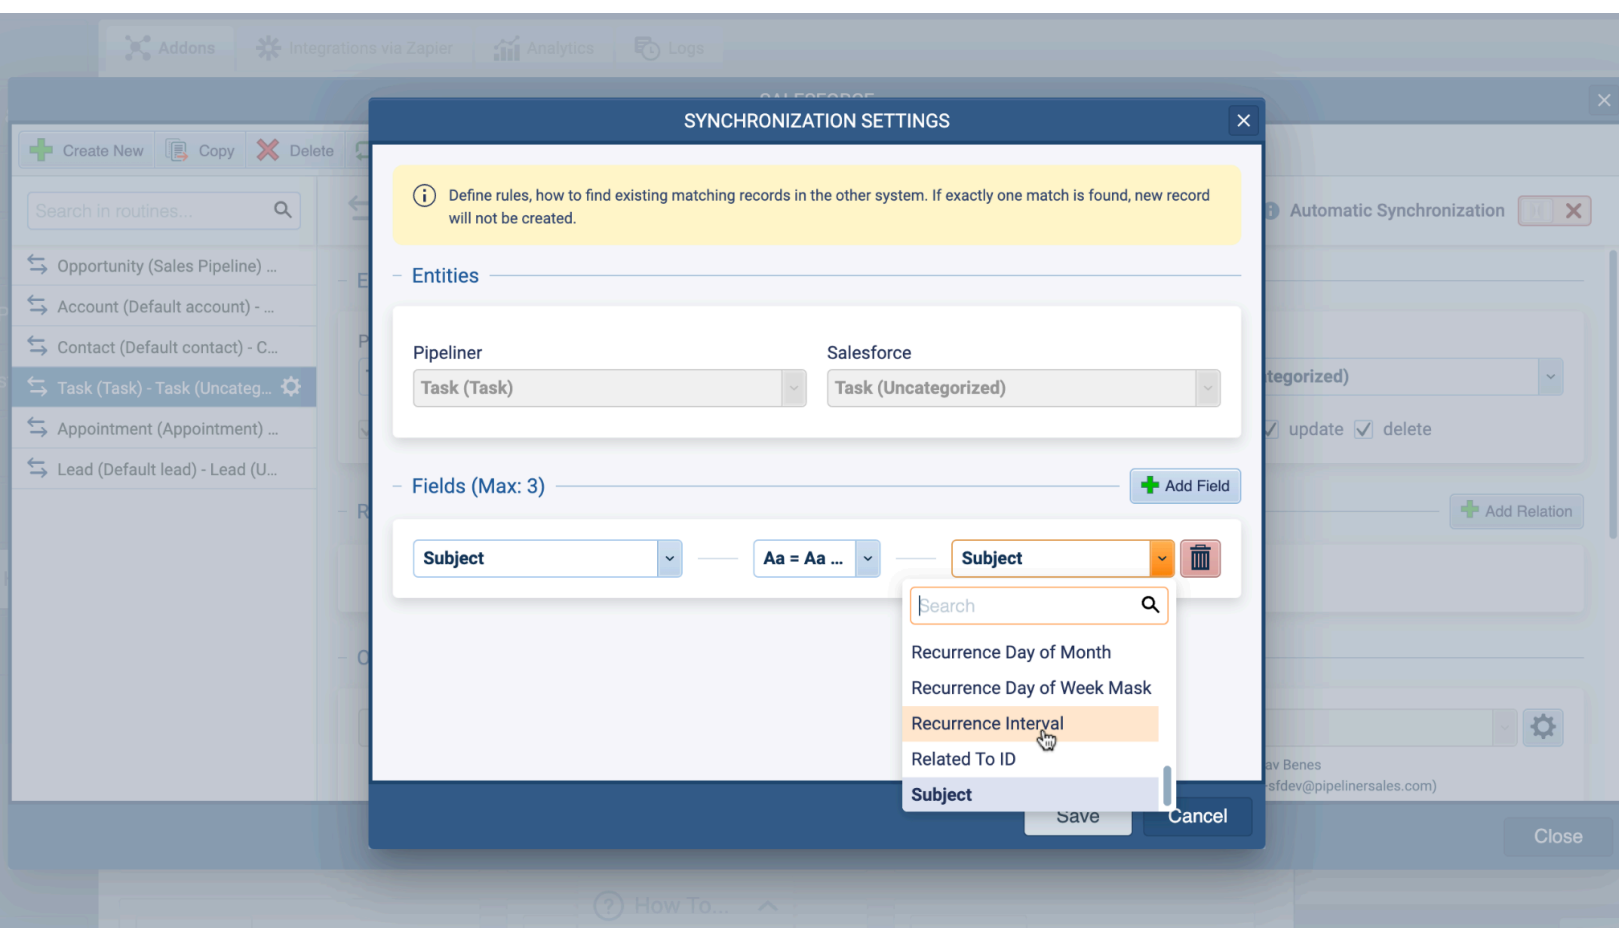 Addons
Integrations via Zapier
Analytics
Logs
SALESFORCE
SYNCHRONIZATION SETTINGS
Create New
Copy
Delete
Define rules, how to find existing matching records in the other system. If exactly one match is found, new record
will not be created.
Search in routines...
Automatic Synchronization
Opportunity (Sales Pipeline) ...
Entities
Account (Default account) - ...
Contact (Default contact) - C...
Pipeliner
Salesforce
Task (Task) - Task (Uncateg...
Task (Task)
Task (Uncategorized)
tegorized)
Appointment (Appointment) ...
update
delete
Lead (Default lead) - Lead (U...
Fields (Max: 3)
Add Field
Add Relation
Subject
Aa = Aa ...
Subject
Search
Recurrence Day of Month
Recurrence Day of Week Mask
Recurrence Interval
Related To ID
Subject
av Benes
-sfdev@pipelinersales.com)
Save
Cancel
Close
How To...